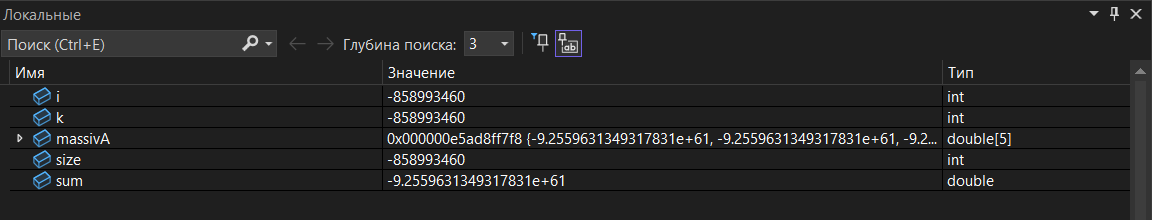 Локальные
Поиск (Ctrl+E) Глубина поиска: 3
Имя Значение Тип
i -858993460 int
k -858993460 int
massivA 0x000000e5ad8ff7f8 {-9.2559631349317831e+61, -9.2559631349317831e+61, -9.2... double[5]
size -858993460 int
sum -9.2559631349317831e+61 double